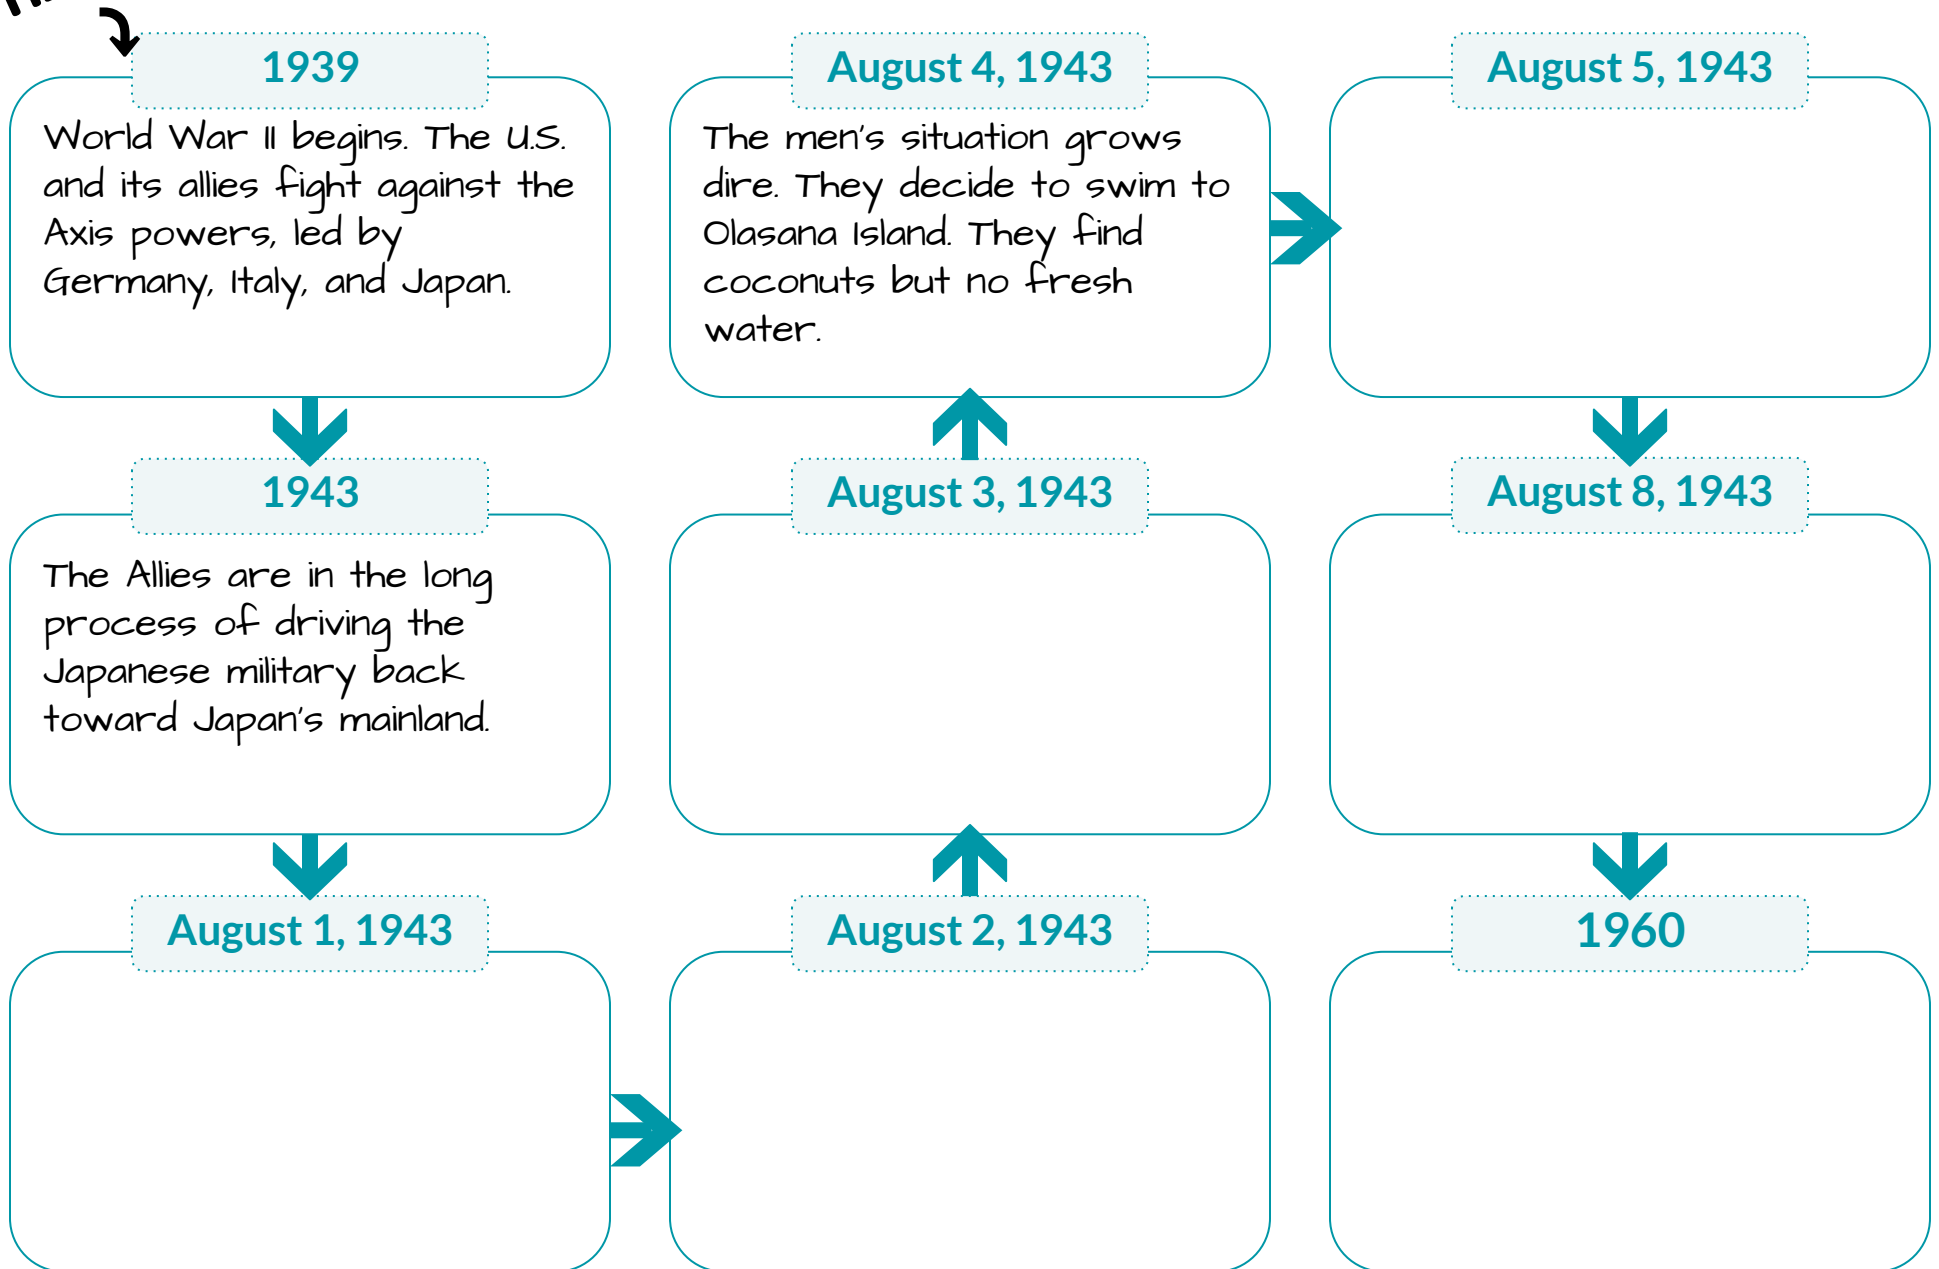 1939
World War II begins. The U.S.
and its allies fight against the
Axis powers, led by
Germany, Italy, and Japan.
1943
The Allies are in the long
process of driving the
Japanese military back
toward Japan's mainland.
August 1, 1943
August 2, 1943
August 3, 1943
August 4, 1943
The men's situation grows
dire. They decide to swim to
Olasana Island. They find
coconuts but no fresh
water.
August 5, 1943
August 8, 1943
1960